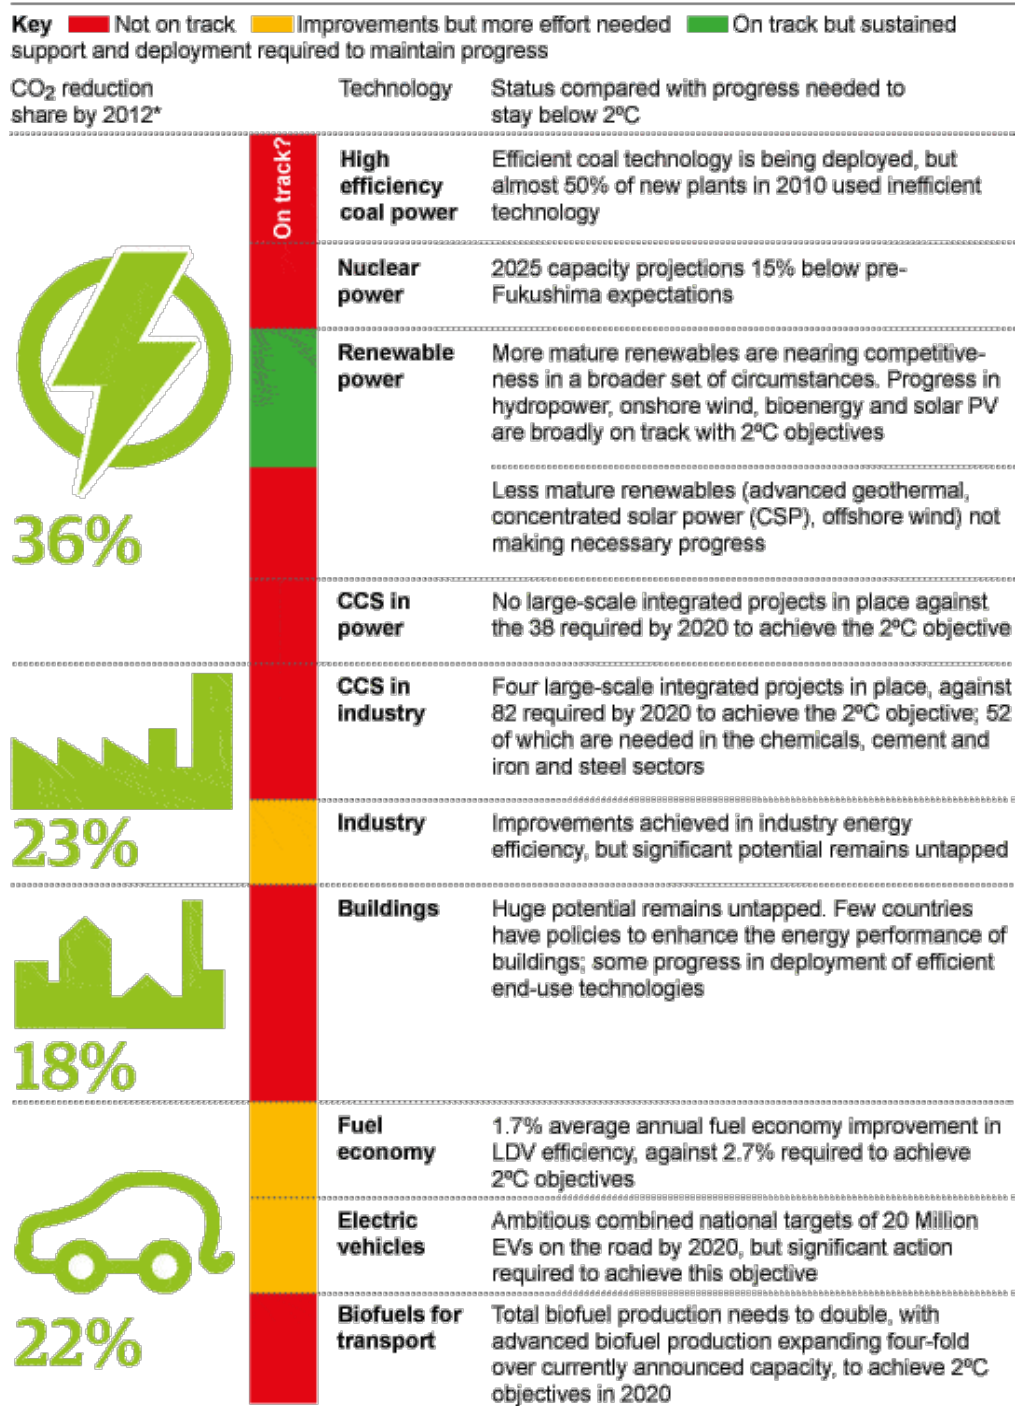 Key Not on track Improvements but more effort needed On track but sustained
support and deployment required to maintain progress
CO2 reduction
share by 2012*
Technology
Status compared with progress needed to
stay below 2ºC
On track?
36%
High
efficiency
coal power
Efficient coal technology is being deployed, but
almost 50% of new plants in 2010 used inefficient
technology
Nuclear
power
2025 capacity projections 15% below pre-
Fukushima expectations
Renewable
power
More mature renewables are nearing competitive-
ness in a broader set of circumstances. Progress in
hydropower, onshore wind, bioenergy and solar PV
are broadly on track with 2ºC objectives
Less mature renewables (advanced geothermal,
concentrated solar power (CSP), offshore wind) not
making necessary progress
CCS in
power
No large-scale integrated projects in place against
the 38 required by 2020 to achieve the 2ºC objective
23%
CCS in
industry
Four large-scale integrated projects in place, against
82 required by 2020 to achieve the 2ºC objective; 52
of which are needed in the chemicals, cement and
iron and steel sectors
Industry
Improvements achieved in industry energy
efficiency, but significant potential remains untapped
18%
Buildings
Huge potential remains untapped. Few countries
have policies to enhance the energy performance of
buildings; some progress in deployment of efficient
end-use technologies
22%
Fuel
economy
1.7% average annual fuel economy improvement in
LDV efficiency, against 2.7% required to achieve
2ºC objectives
Electric
vehicles
Ambitious combined national targets of 20 Million
EVs on the road by 2020, but significant action
required to achieve this objective
Biofuels for
transport
Total biofuel production needs to double, with
advanced biofuel production expanding four-fold
over currently announced capacity, to achieve 2ºC
objectives in 2020